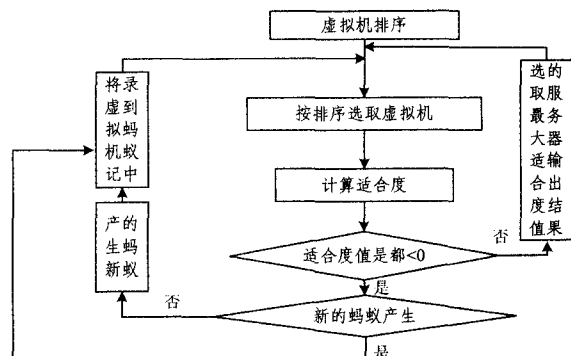 虚拟机排序
将虚拟机记
录到蚂蚁中
选取最大适合度值
的服务器输出结果
按排序选取虚拟机
计算适合度
产生新
的蚂蚁
适合度值是都<0
否
是
新的蚂蚁产生
否
是